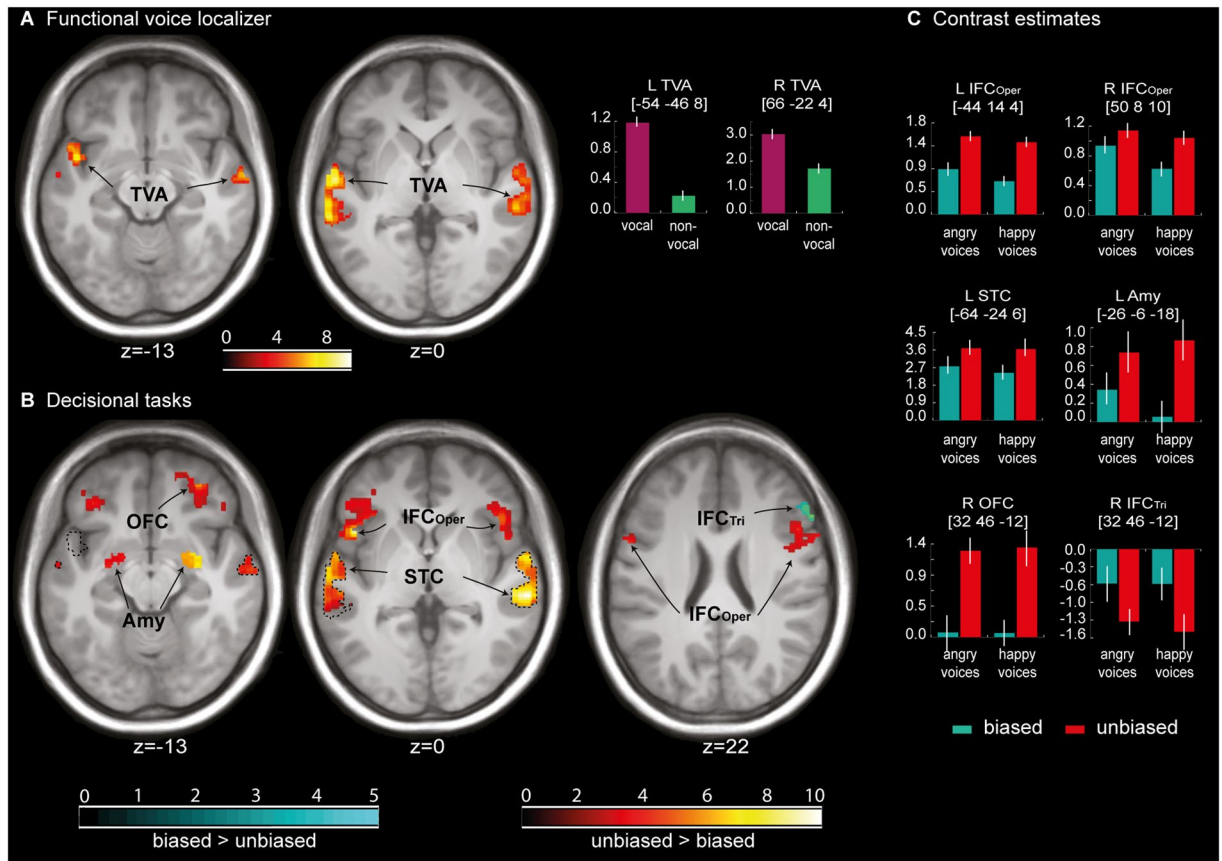 A Functional voice localizer
TVA
z=-13
TVA
z=0
0 4 8
L TVA
[-54 -46 8]
1.2
0.6
0.0
vocal
non-
vocal
R TVA
[66 -22 4]
3.0
2.0
1.0
0.0
vocal
non-
vocal
B Decisional tasks
OFC
Amy
z=-13
IFCOper
STC
z=0
IFCTri
IFCOper
z=22
0 1 2 3 4 5
biased > unbiased
0 2 4 6 8 10
unbiased > biased
C Contrast estimates
L IFCOper
[-44 14 4]
1.8
1.4
0.9
0.5
0.0
angry
voices
happy
voices
R IFCOper
[50 8 10]
1.2
0.8
0.4
0.0
angry
voices
happy
voices
L STC
[-64 -24 6]
4.5
3.6
2.7
1.8
0.9
0.0
angry
voices
happy
voices
L Amy
[-26 -6 -18]
1.0
0.8
0.6
0.4
0.2
0.0
angry
voices
happy
voices
R OFC
[32 46 -12]
1.4
0.9
0.5
0.0
angry
voices
happy
voices
R IFCTri
[32 46 -12]
0.0
-0.3
-0.6
-1.0
-1.3
-1.6
angry
voices
happy
voices
biased
unbiased